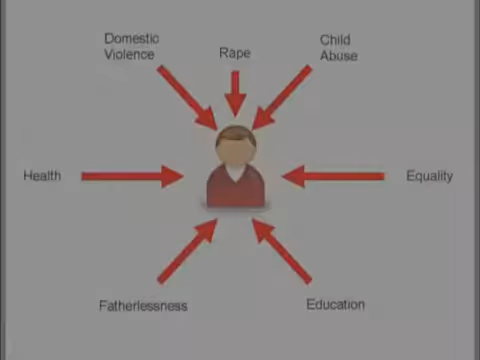 Domestic
Violence
Rape
Child
Abuse
Health
Equality
Fatherlessness
Education